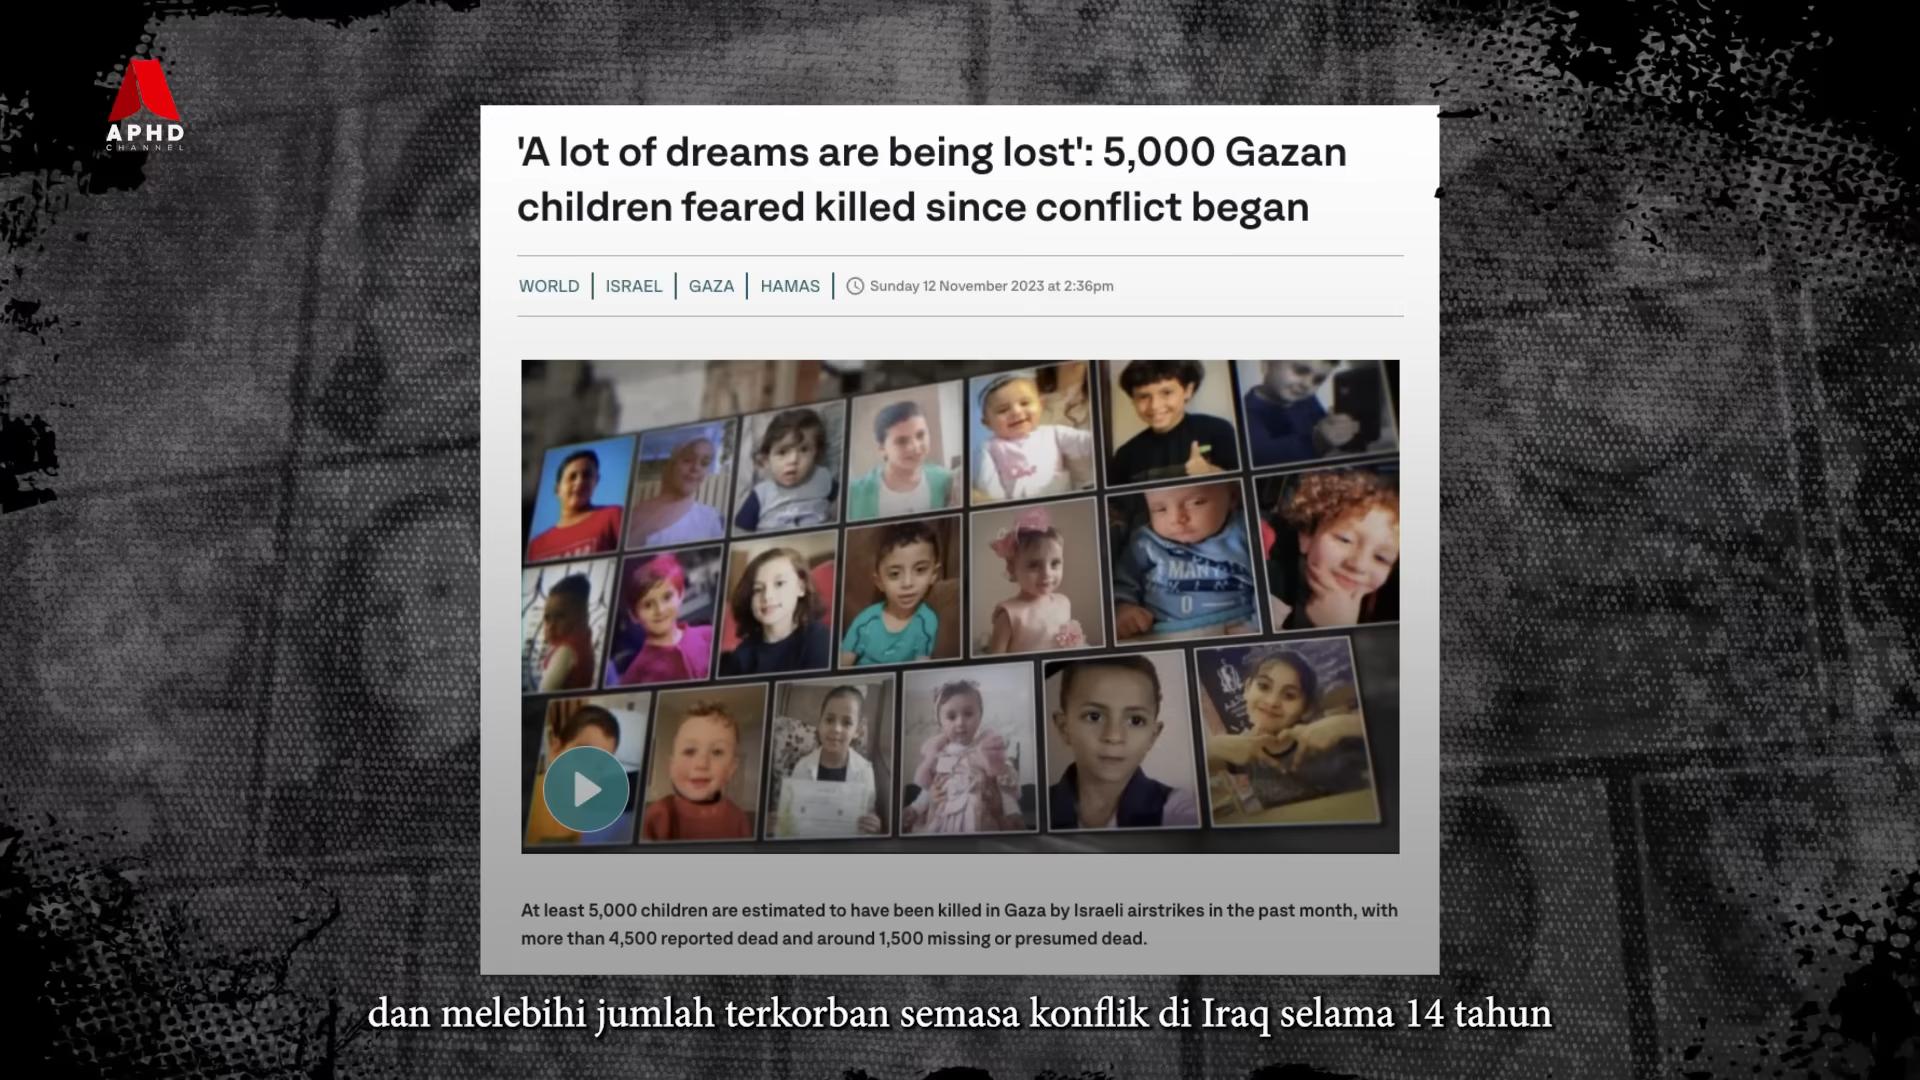 APHD
CHANNEL
'A lot of dreams are being lost': 5,000 Gazan
children feared killed since conflict began
WORLD | ISRAEL | GAZA | HAMAS | Sunday 12 November 2023 at 2:36pm
MANY
0
At least 5,000 children are estimated to have been killed in Gaza by Israeli airstrikes in the past month, with
more than 4,500 reported dead and around 1,500 missing or presumed dead.
dan melebihi jumlah terkorban semasa konflik di Iraq selama 14 tahun